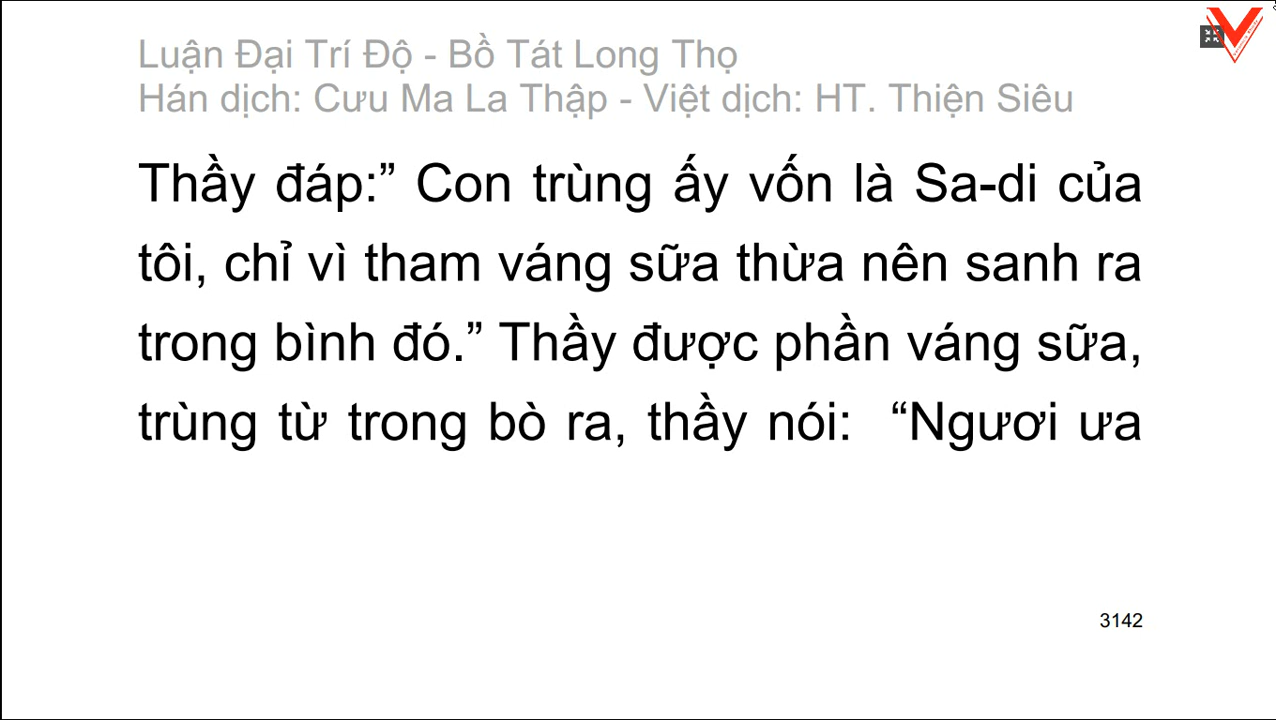 Luận Đại Trí Độ - Bồ Tát Long Thọ
Hán dịch: Cưu Ma La Thập - Việt dịch: HT. Thiện Siêu
Thầy đáp:” Con trùng ấy vốn là Sa-di của
tôi, chỉ vì tham váng sữa thừa nên sanh ra
trong bình đó.” Thầy được phần váng sữa,
trùng từ trong bò ra, thầy nói: “Ngươi ưa
3142